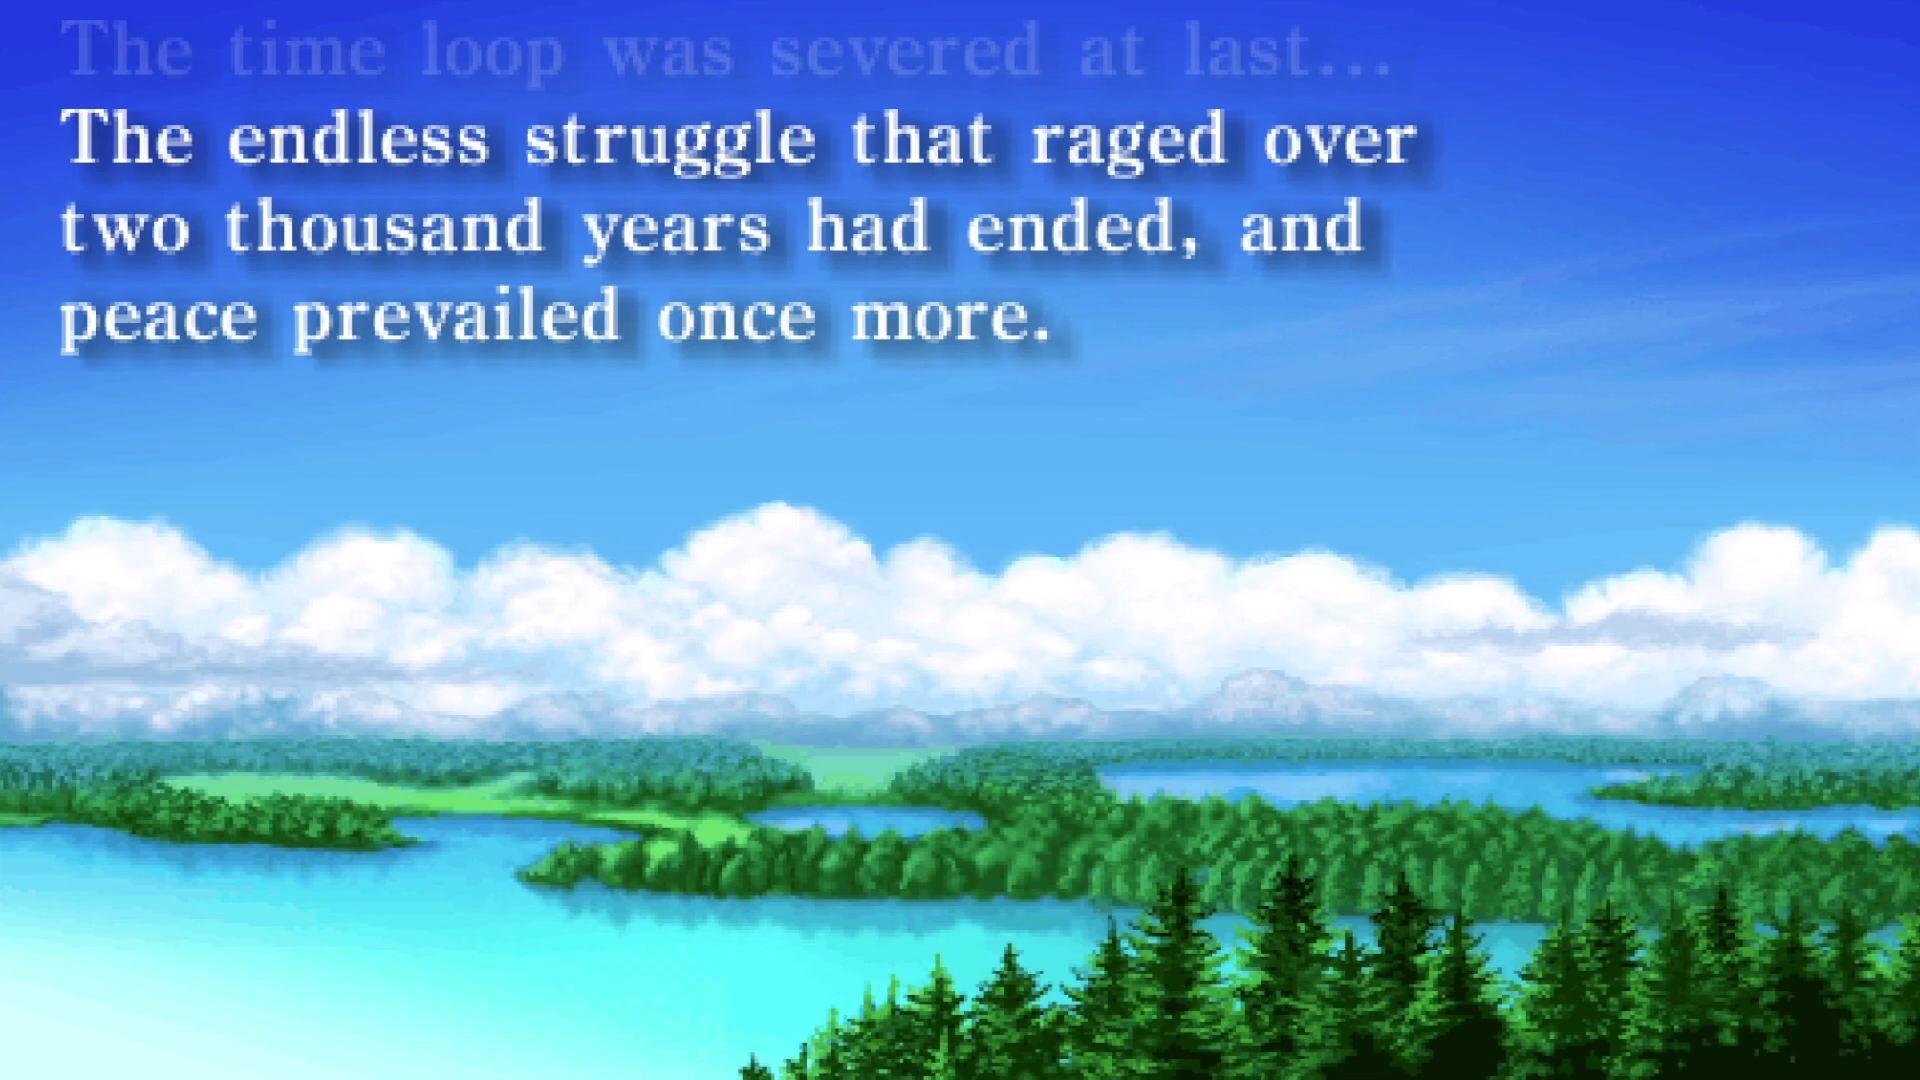 The time loop was severed at last...
The endless struggle that raged over
two thousand years had ended, and
peace prevailed once more.